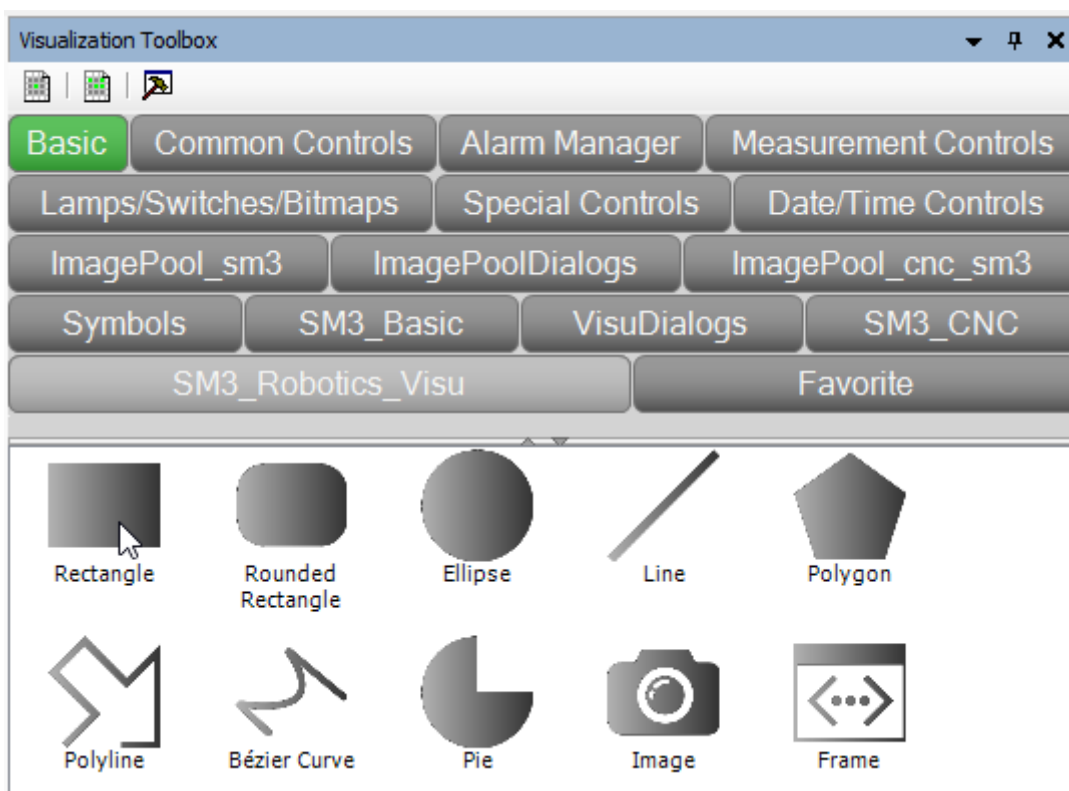 Visualization Toolbox
Basic Common Controls Alarm Manager Measurement Controls
Lamps/Switches/Bitmaps Special Controls Date/Time Controls
ImagePool_sm3 ImagePoolDialogs ImagePool_cnc_sm3
Symbols SM3_Basic VisuDialogs SM3_CNC
SM3_Robotics_Visu Favorite
Rectangle Rounded Rectangle Ellipse Line Polygon
Polyline Bézier Curve Pie Image Frame